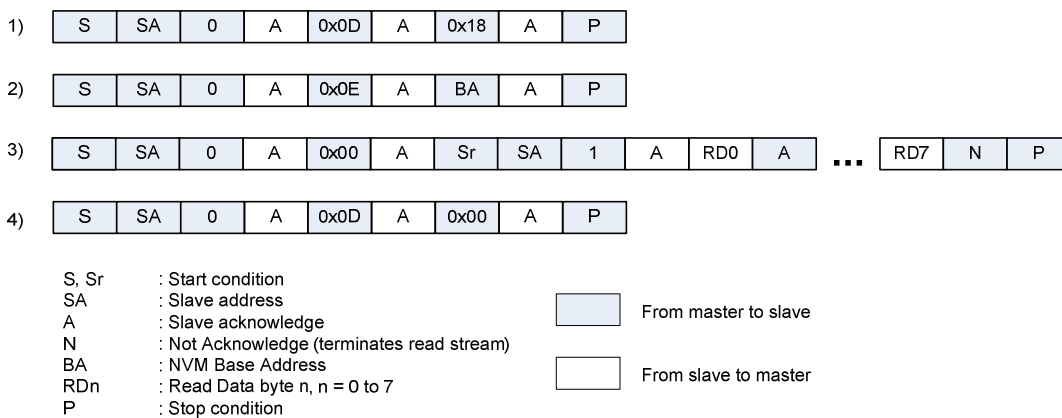 1) S SA 0 A 0x0D A 0x18 A P
2) S SA 0 A 0x0E A BA A P
3) S SA 0 A 0x00 A Sr SA 1 A RD0 A ... RD7 N P
4) S SA 0 A 0x0D A 0x00 A P
S, Sr : Start condition
SA : Slave address
A : Slave acknowledge
N : Not Acknowledge (terminates read stream)
BA : NVM Base Address
RDn : Read Data byte n, n = 0 to 7
P : Stop condition
From master to slave
From slave to master